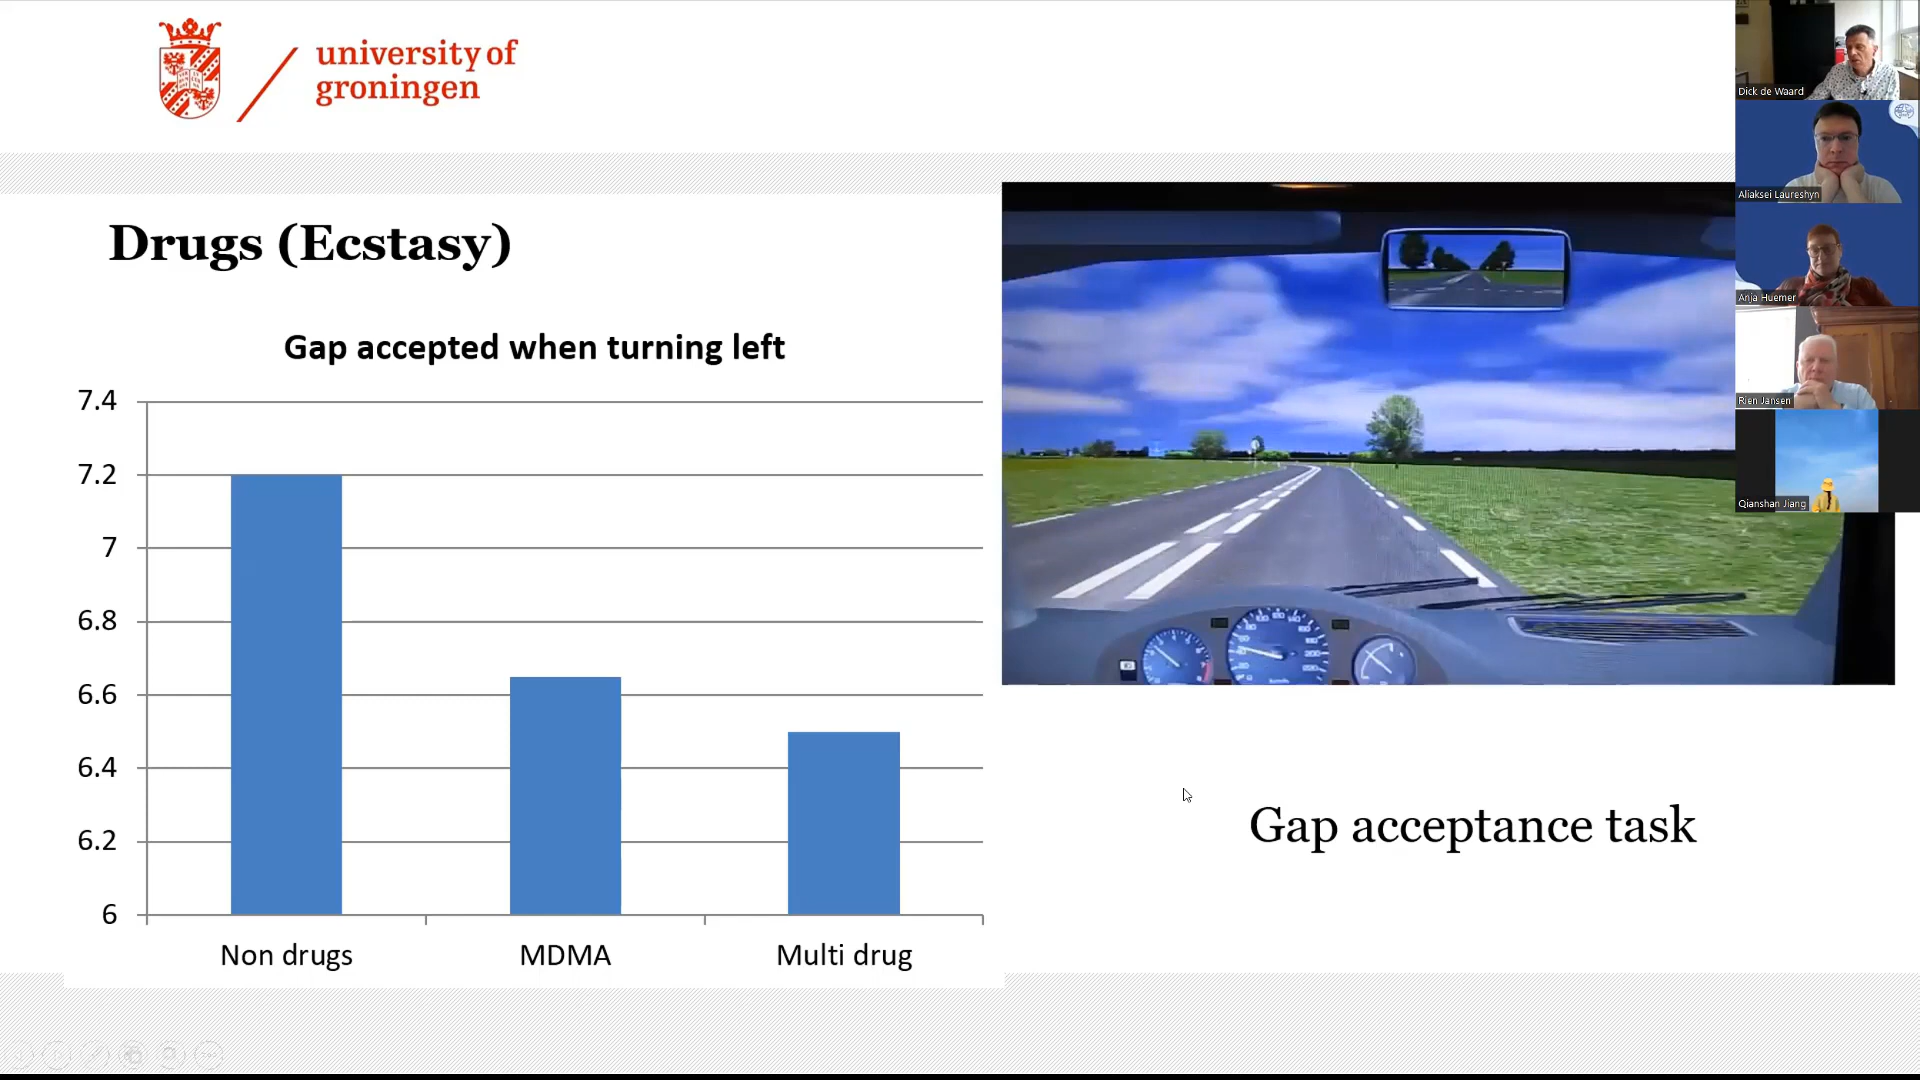 university of
groningen
Drugs (Ecstasy)
Gap accepted when turning left
7.4
7.2
7
6.8
6.6
6.4
6.2
6
Non drugs
MDMA
Multi drug
Gap acceptance task
Dick de Waard
Aliaksei Laureshyn
Anja Huemer
Rien Jansen
Qianshan Jiang